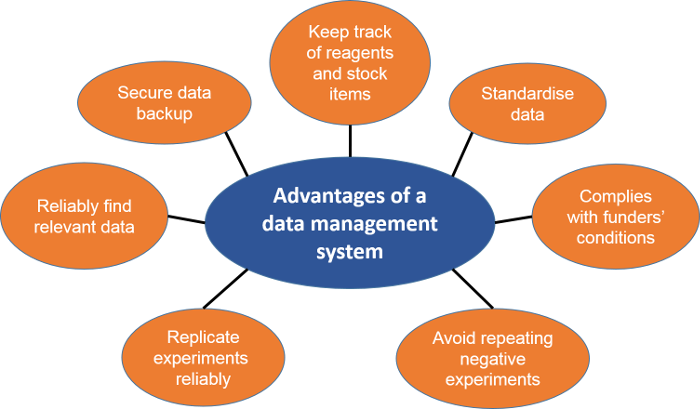 Keep track
of reagents
and stock
items
Secure data
backup
Standardise
data
Reliably find
relevant data
Advantages of a
data management
system
Complies
with funders'
conditions
Replicate
experiments
reliably
Avoid repeating
negative
experiments